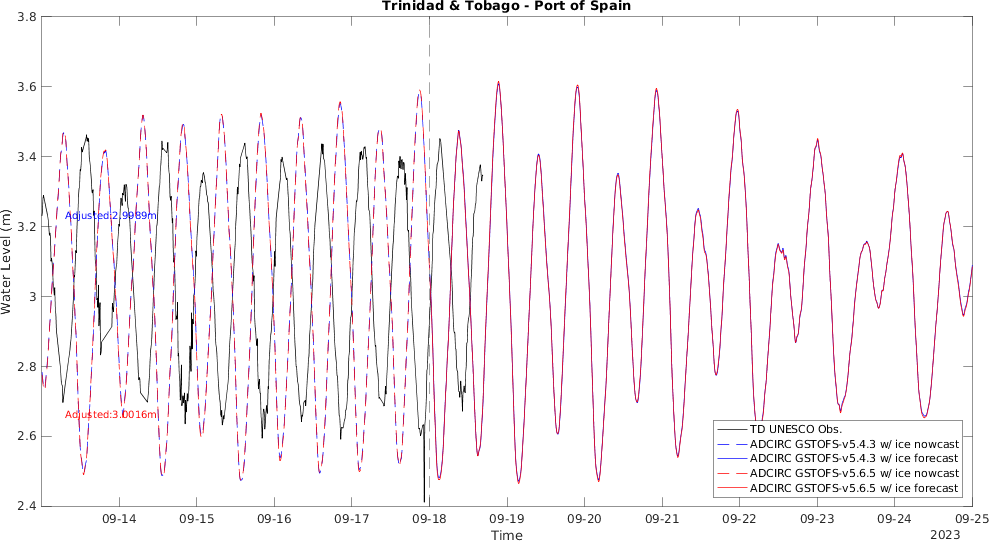 Trinidad & Tobago - Port of Spain
3.8
3.6
3.4
3.2
3
2.8
2.6
2.4
Water Level (m)
Adjusted:2.9989m
Adjusted:3.0016m
TD UNESCO Obs.
ADCIRC GSTOFS-v5.4.3 w/ ice nowcast
ADCIRC GSTOFS-v5.4.3 w/ ice forecast
ADCIRC GSTOFS-v5.6.5 w/ ice nowcast
ADCIRC GSTOFS-v5.6.5 w/ ice forecast
09-14 09-15 09-16 09-17 09-18 09-19 09-20 09-21 09-22 09-23 09-24 09-25
Time
2023